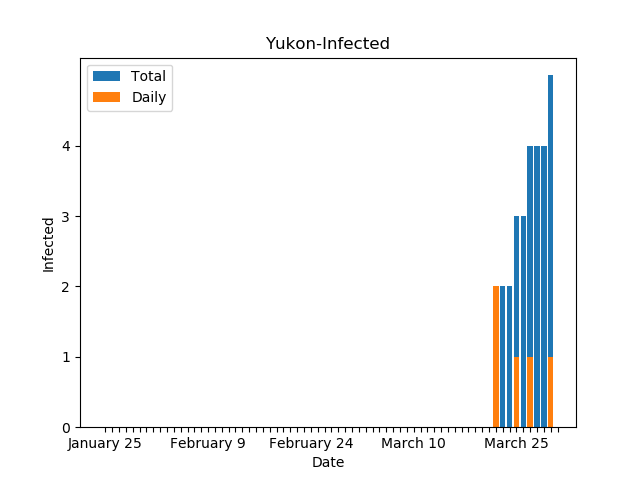 Yukon-Infected
Total
Daily
4
3
2
1
0
Infected
January 25 February 9 February 24 March 10 March 25
Date